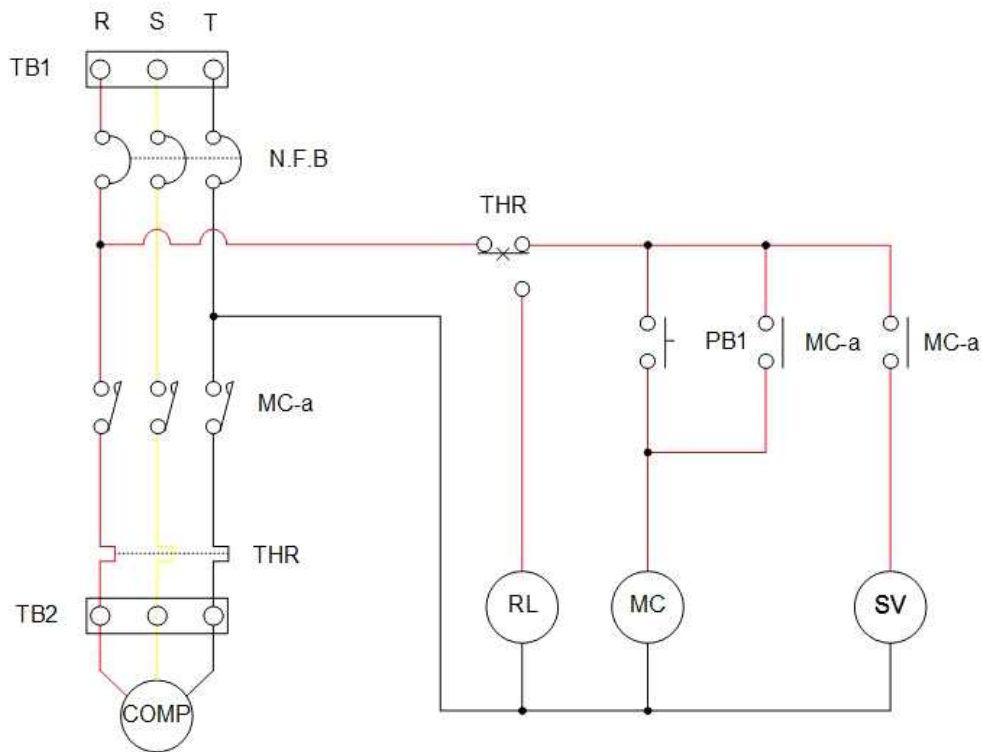 R S T
TB1
N.F.B
THR
PB1 MC-a MC-a
MC-a
THR
TB2 RL MC SV
COMP